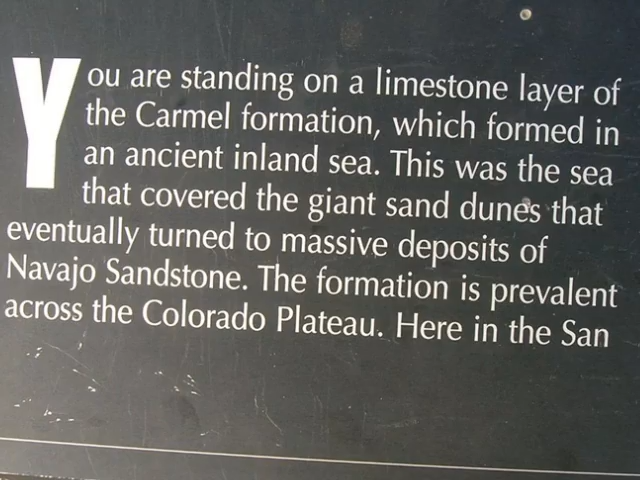 You are standing on a limestone layer of
the Carmel formation, which formed in
an ancient inland sea. This was the sea
that covered the giant sand dunes that
eventually turned to massive deposits of
Navajo Sandstone. The formation is prevalent
across the Colorado Plateau. Here in the San